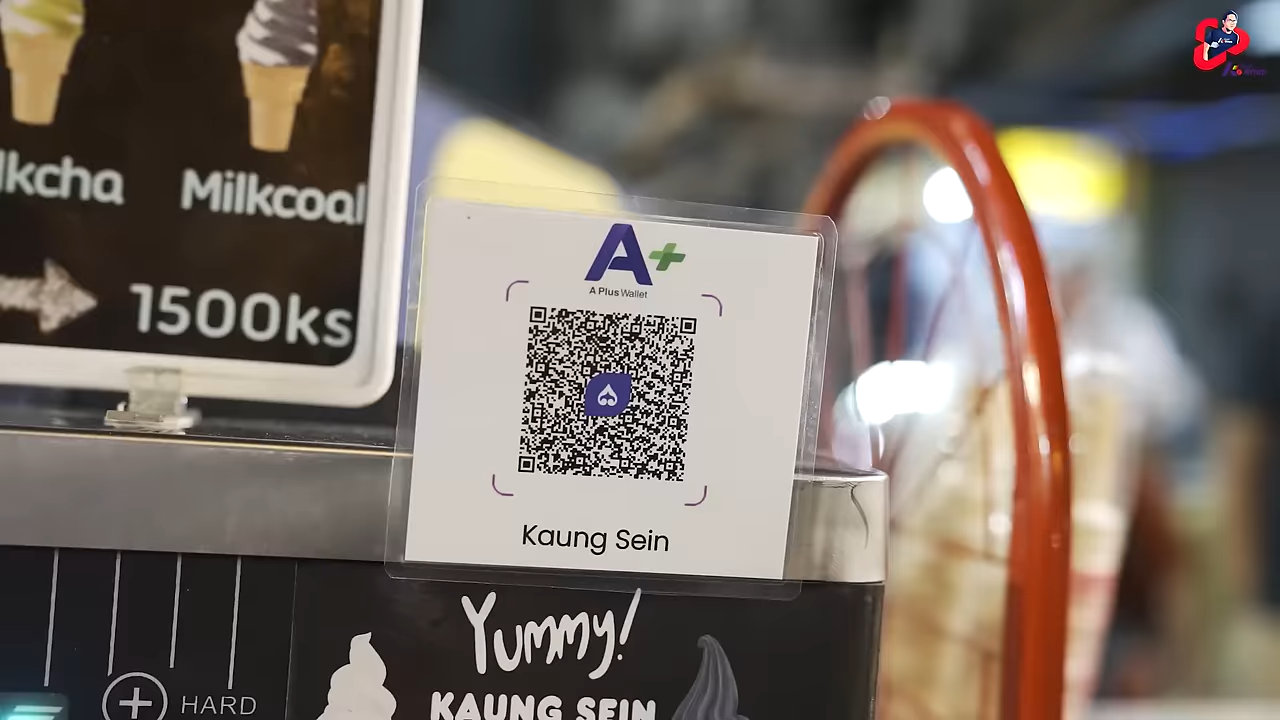 lkcha
Milkcoal
1500ks
A+
A Plus Wallet
Kaung Sein
Yummy!
KAUNG SEIN
HARD